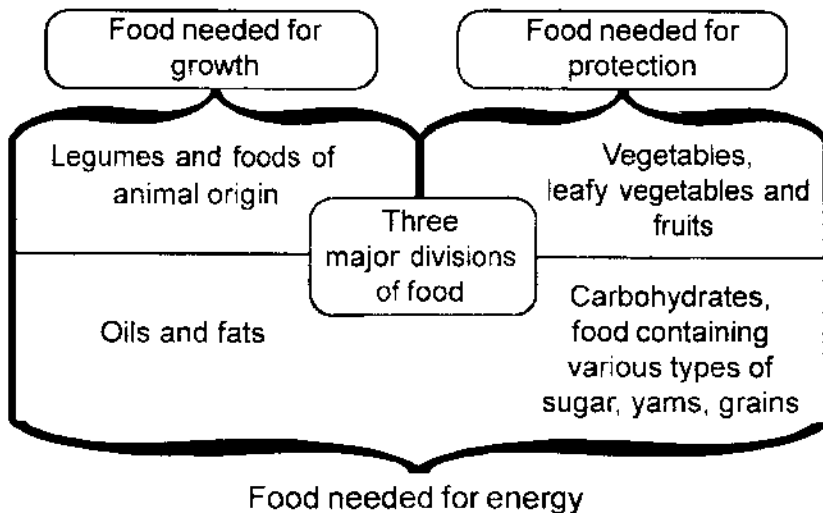 Food needed for
growth
Food needed for
protection
Legumes and foods of
animal origin
Vegetables,
leafy vegetables and
fruits
Three
major divisions
of food
Oils and fats
Carbohydrates,
food containing
various types of
sugar, yams, grains
Food needed for energy